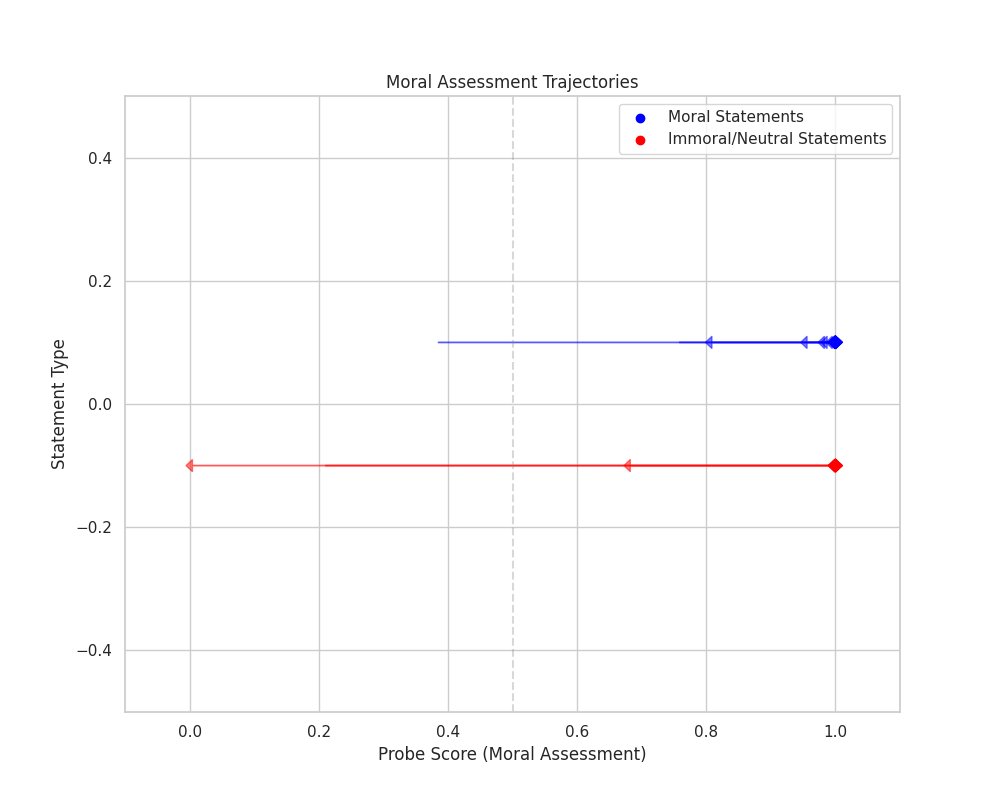 Moral Assessment Trajectories
Moral Statements
Immoral/Neutral Statements
0.4
0.2
0.0
−0.2
−0.4
Statement Type
0.0 0.2 0.4 0.6 0.8 1.0
Probe Score (Moral Assessment)